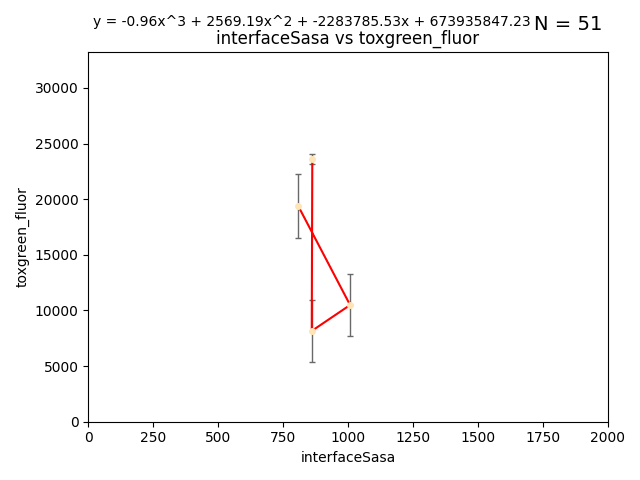 y = -0.96x^3 + 2569.19x^2 + -2283785.53x + 673935847.23
N = 51
interfaceSasa vs toxgreen_fluor
30000
25000
20000
15000
10000
5000
0
toxgreen_fluor
0 250 500 750 1000 1250 1500 1750 2000
interfaceSasa